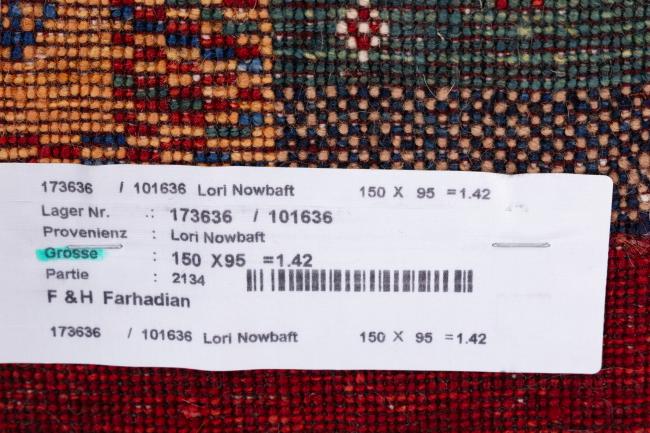 173636 / 101636 Lori Nowbaft 150 X 95 =1.42
Lager Nr. .: 173636 / 101636
Provenienz : Lori Nowbaft
Grösse : 150 X95 =1.42
Partie : 2134
F &H Farhadian
173636 / 101636 Lori Nowbaft 150 X 95 =1.42